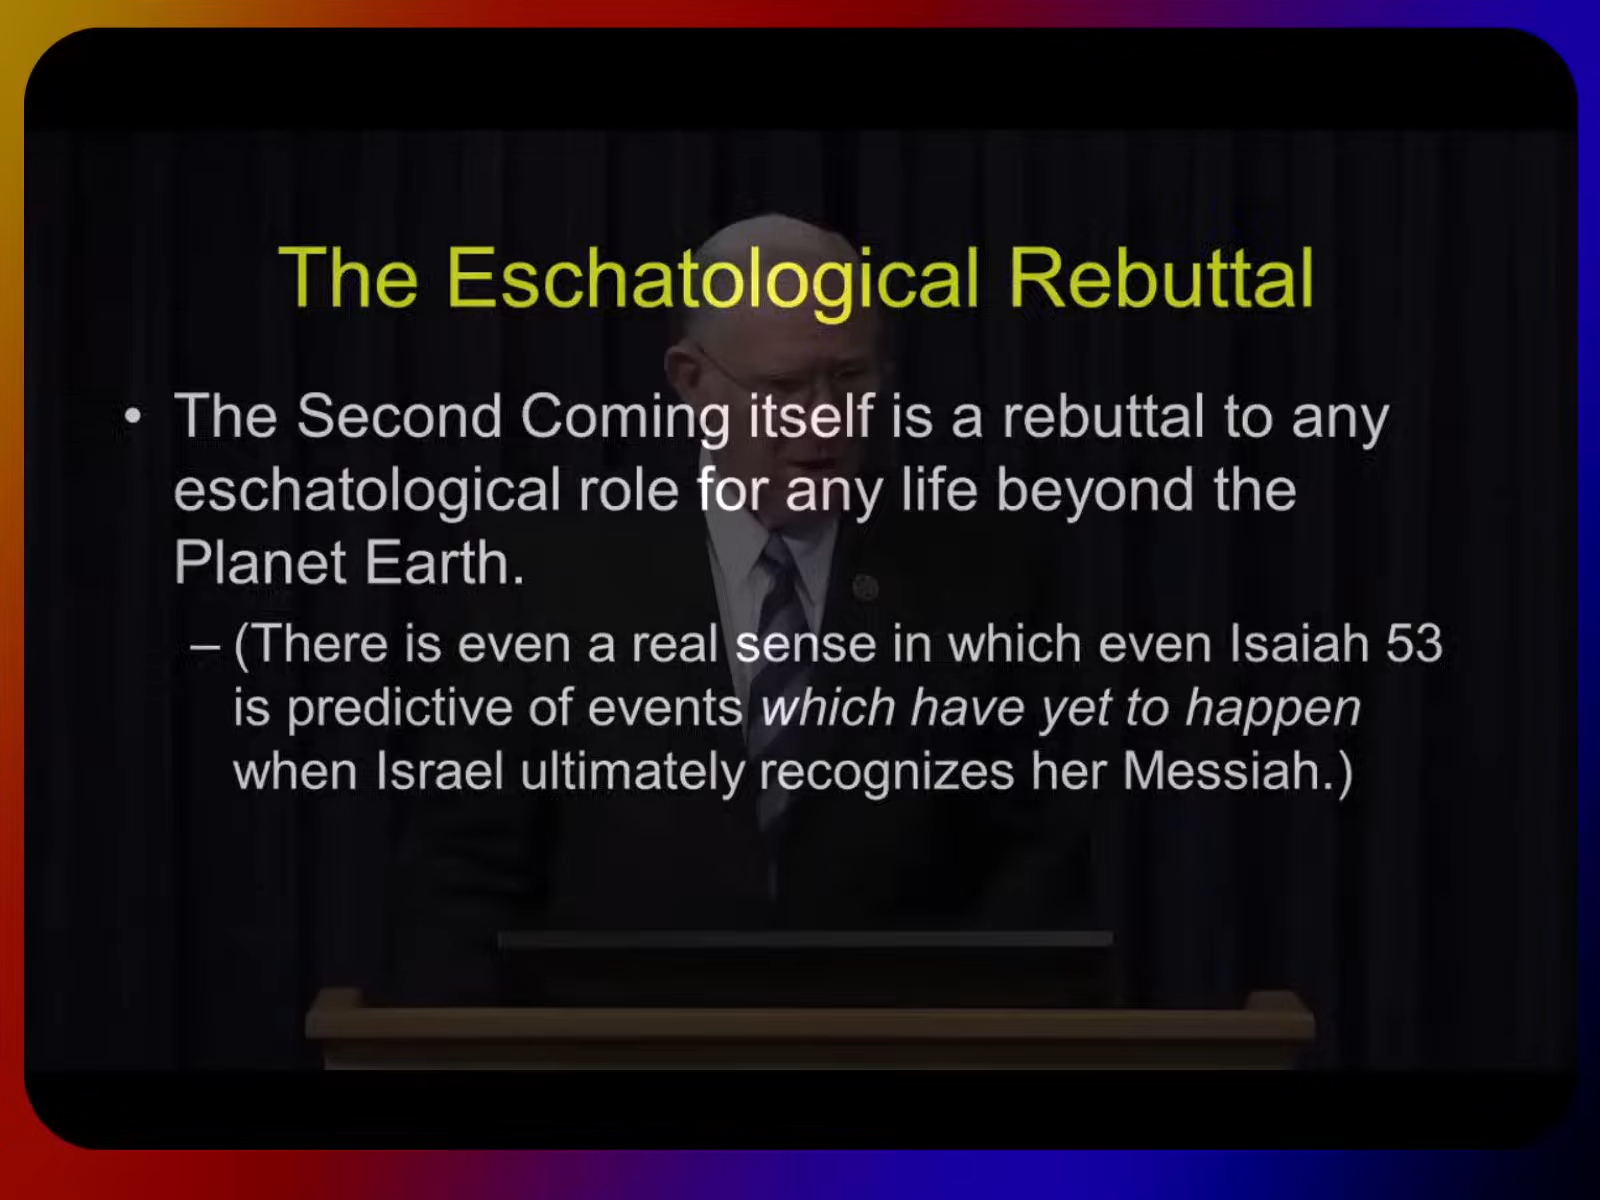 The Eschatological Rebuttal
• The Second Coming itself is a rebuttal to any
eschatological role for any life beyond the
Planet Earth.
– (There is even a real sense in which even Isaiah 53
is predictive of events which have yet to happen
when Israel ultimately recognizes her Messiah.)